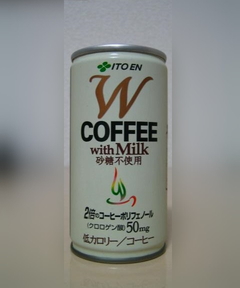 ITO EN
W
COFFEE
with Milk
砂糖不使用
2倍のコーヒーポリフェノール
(クロロゲン酸)50mg
低カロリー/コーヒー